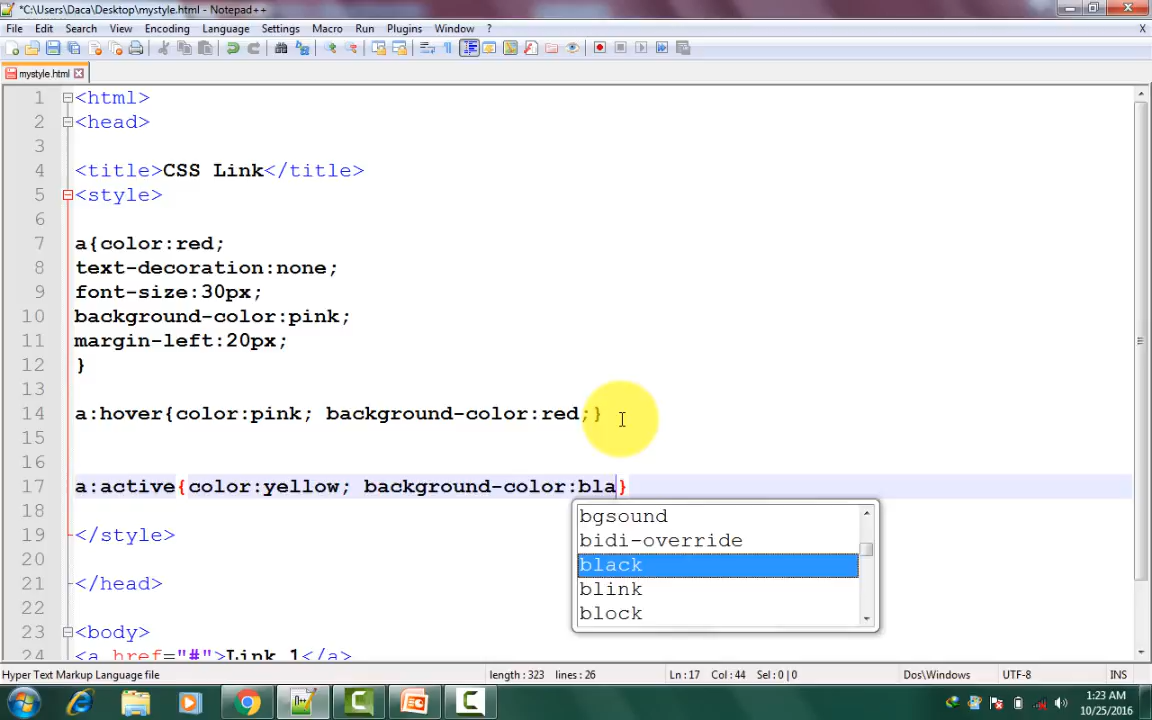 *C:\Users\Daca\Desktop\mystyle.html - Notepad++
File Edit Search View Encoding Language Settings Macro Run Plugins Window ? X
mystyle.html
1 <html>
2 <head>
3
4 <title>CSS Link</title>
5 <style>
6
7 a{color:red;
8 text-decoration:none;
9 font-size:30px;
10 background-color:pink;
11 margin-left:20px;
12 }
13
14 a:hover{color:pink; background-color:red;}
15
16
17 a:active{color:yellow; background-color:bla}
18
bgsound
bidi-override
black
blink
block
19 </style>
20
21 </head>
22
23 <body>
24 <a href="#">Link 1</a>
Hyper Text Markup Language file length : 323 lines : 26 Ln : 17 Col : 44 Sel : 0 | 0 Dos\Windows UTF-8 INS
1:23 AM
10/25/2016